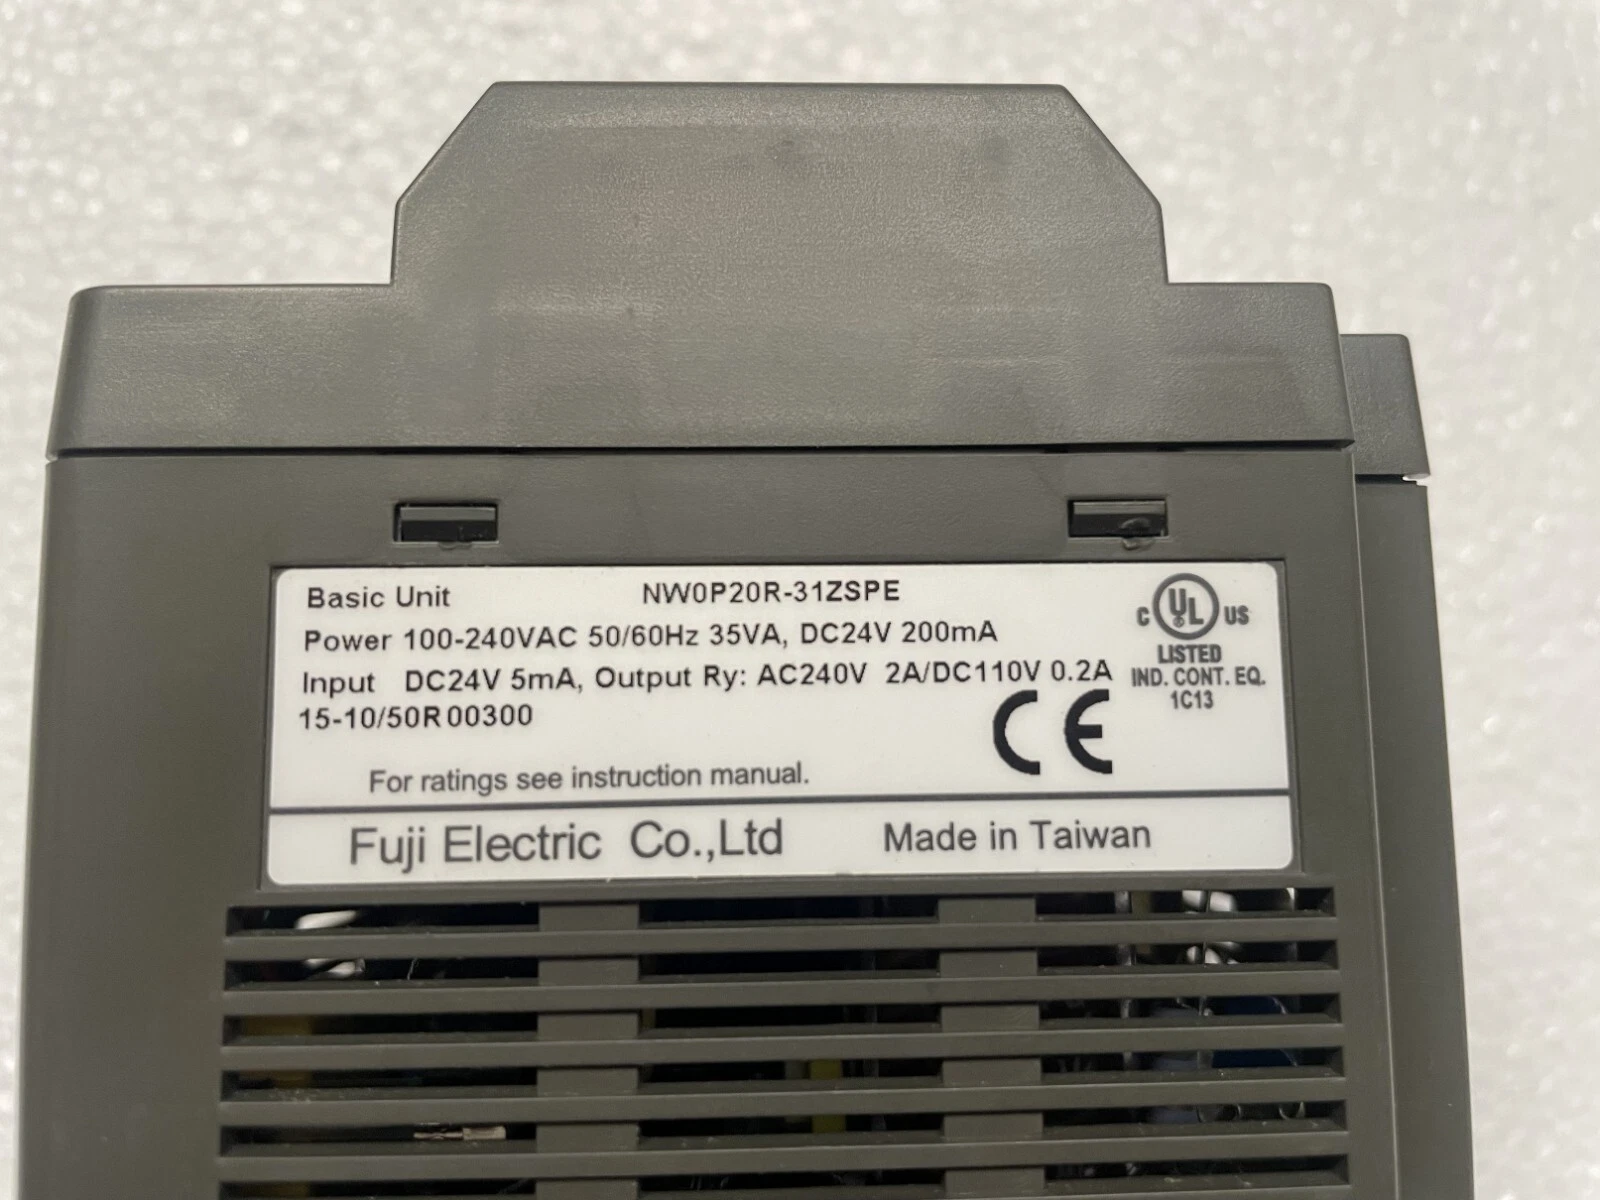 Basic Unit NW0P20R-31ZSPE
Power 100-240VAC 50/60Hz 35VA, DC24V 200mA
Input DC24V 5mA, Output Ry: AC240V 2A/DC110V 0.2A
15-10/50R00300
For ratings see instruction manual.
C UL ® US
LISTED
IND. CONT. EQ.
1C13
CE
Fuji Electric Co.,Ltd Made in Taiwan